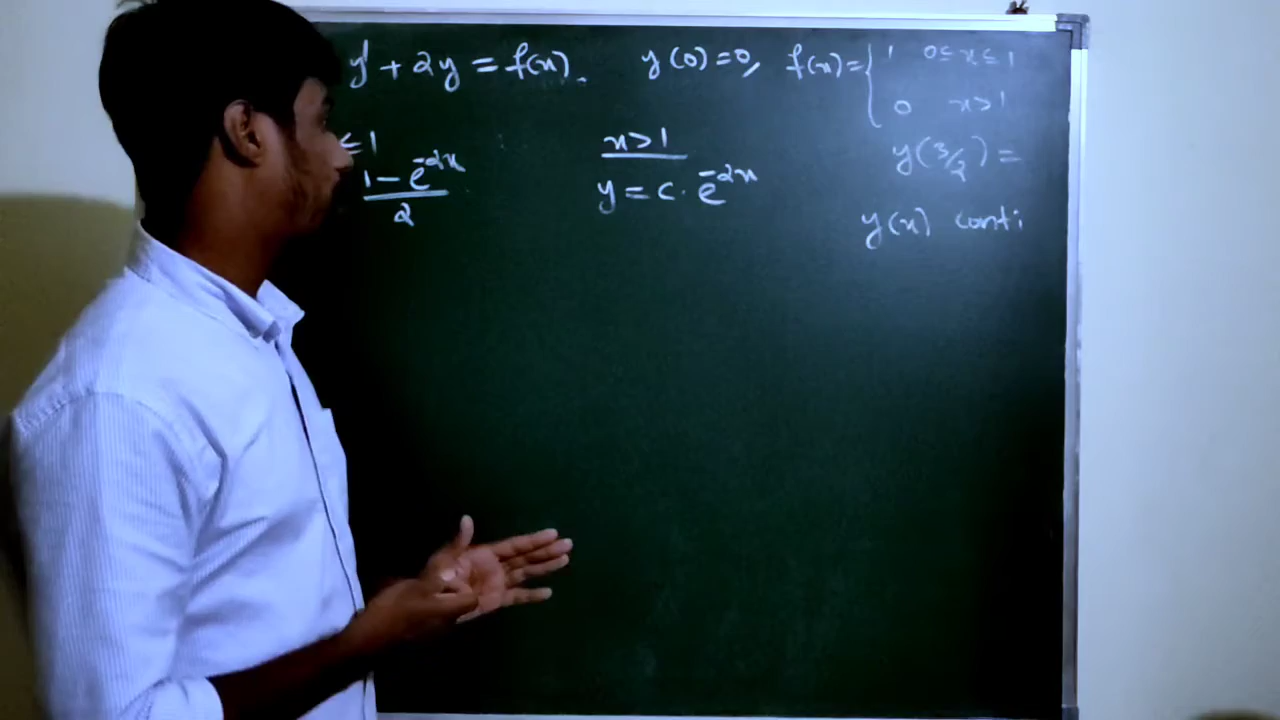 y' + 2y = f(x). y(0)=0, f(x)= { 1 0≤x≤1
0 x>1
≤1 x>1 y(3/2) =
1 - e^-2x / 2 y = c · e^-2x
y(x) conti